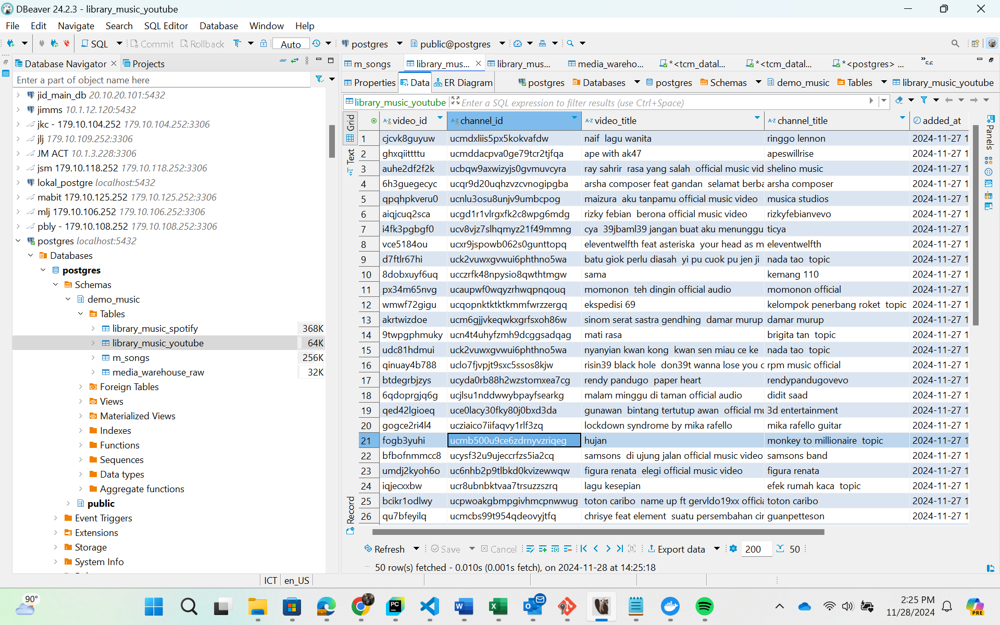 DBeaver 24.2.3 - library_music_youtube
File Edit Navigate Search SQL Editor Database Window Help
SQL Commit Rollback Auto postgres public@postgres
Database Navigator Projects
Enter a part of object name here
jid_main_db 20.10.20.101:5432
jimms 10.1.12.120:5432
jkc - 179.10.104.252 179.10.104.252:3306
jlj 179.10.109.252:3306
JM ACT 10.1.3.228:3306
jsm 179.10.118.252 179.10.118.252:3306
lokal_postgre localhost:5432
mabit 179.10.125.252 179.10.125.252:3306
mlj 179.10.106.252 179.10.106.252:3306
pbly - 179.10.108.252 179.10.108.252:3306
postgres localhost:5432
Databases
postgres
Schemas
demo_music
Tables
library_music_spotify 368K
library_music_youtube 64K
m_songs 256K
media_warehouse_raw 32K
Foreign Tables
Views
Materialized Views
Indexes
Functions
Sequences
Data types
Aggregate functions
public
Event Triggers
Extensions
Storage
System Info
m_songs library_mus... library_mus... media_wareho... *<tcm_datal... *<tcm_datal... *<postgres> ... »56
Properties Data ER Diagram postgres Databases postgres Schemas demo_music Tables library_music_youtube
library_music_youtube Enter a SQL expression to filter results (use Ctrl+Space)
Grid
Text
Record
Panels
video_id channel_id video_title channel_title added_at
1 cjcvk8guyuw ucmdxliis5px5kokvafdw naif  lagu wanita ringgo lennon 2024-11-27 1
2 ghxqiittttu ucmddacpva0ge79tcr2tjfqa ape with ak47 apeswillrise 2024-11-27 1
3 auhe2df2f2k ucbqw9axwizyjs0gvmuvcyra ray sahrir  rasa yang salah  official music vid shelino music 2024-11-27 1
4 6h3guegecyc ucqr9d20uqhzvzcvnogipgba arsha composer feat gandan  selamat berba arsha composer 2024-11-27 1
5 qpqhpkveru0 ucnlu3osu8unjv9umbcpog maizura  aku tanpamu official music video musica studios 2024-11-27 1
6 aiqjcuq2sca ucgd1r1vlrgxfk2c8wpg6mdg rizky febian  berona official music video rizkyfebianvevo 2024-11-27 1
7 i4fk3pgbgf0 ucv8vjz7slhqmyz21f49mmng cya  39jbaml39 jangan buat aku menunggu ticya 2024-11-27 1
8 vce5184ou ucxr9jspowb062s0gunttopq eleventwelfth feat asteriska  your head as m eleventwelfth 2024-11-27 1
9 d7ftlr67hi uck2vuwxgvwui6phthno5wa batu giok perlu diasah  yi pu cuok pu jen ji nada tao  topic 2024-11-27 1
10 8dobxuyf6uq ucczrfk48npysio8qwthtmgw sama kemang 110 2024-11-27 1
11 px34m65nvg ucaupwf0wqyzrhwqpnqouq momonon  teh dingin official audio momonon official 2024-11-27 1
12 wmwf72gigu ucqopnktktktkmmfwrzzergq ekspedisi 69 kelompok penerbang roket  topic 2024-11-27 1
13 akrtwizdoe ucm6gjjvkeqwkxgrfsxoh86w sinom serat sastra gendhing  damar murup damar murup 2024-11-27 1
14 9twpgphmuky ucn4t4uhyfzmh9dcggsadqag mati rasa brigita tan  topic 2024-11-27 1
15 udc81hdmui uck2vuwxgvwui6phthno5wa nyanyian kwan kong  kwan sen miau ce ke nada tao  topic 2024-11-27 1
16 qinuay4b788 uclo7fjvpjt9sxc5ssos8kjw risin39 black hole  don39t wanna lose you c rpm music official 2024-11-27 1
17 btdegrbjzys ucyda0rb88h2wzstomxea7cg rendy pandugo  paper heart rendypandugovevo 2024-11-27 1
18 6qdoprgjq6g ucjlsu1nddwwybpayfsearkg malam minggu di taman official audio didit saad 2024-11-27 1
19 qed42lgioeq uce0lacy30fky80j0bxd3da gunawan  bintang tertutup awan  official mu 3d entertainment 2024-11-27 1
20 gogce2ri4l4 ucziaico7iifaqvy1rlf3zq lockdown syndrome by mika rafello mika rafello guitar 2024-11-27 1
21 fogb3yuhi ucmb500u9ce6zdrnyvzriqeg hujan monkey to millionaire  topic 2024-11-27 1
22 bfbofnmmcc8 ucysf32u9ujeccrfzs5ia2cq samsons  di ujung jalan official music video samsons band 2024-11-27 1
23 umdj2kyoh6o uc6nhb2p9tlbkd0kvizewwqw figura renata  elegi official music video figura renata 2024-11-27 1
24 iqjecxxbw ucr8ubnbktvaa7trsuzzszrq lagu kesepian efek rumah kaca  topic 2024-11-27 1
25 bcikr1odlwy ucpwoakgbmpgivhmcpnwwug toton caribo  name up ft gervldo19xx officia toton caribo 2024-11-27 1
26 qu7bfeyilq ucmcbs99t954qdeovyjtfq chrisye feat element  suatu persembahan cir guanpetteson 2024-11-27 1
Refresh Save Cancel Export data 200 50
50 row(s) fetched - 0.010s (0.001s fetch), on 2024-11-28 at 14:25:18
ICT en_US
90°
2:25 PM
11/28/2024
PRE